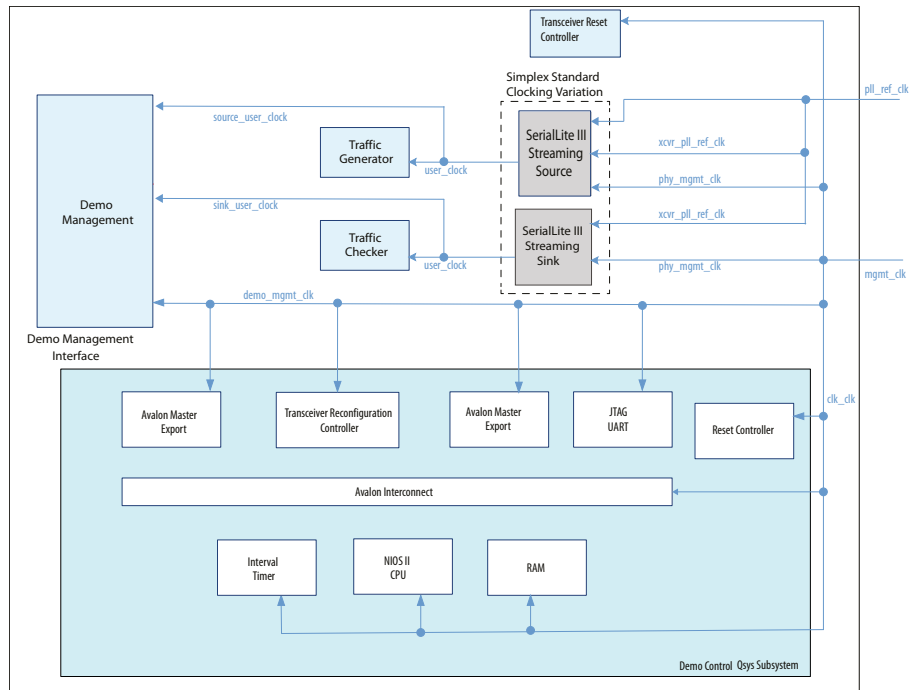 Transceiver Reset
Controller
Simplex Standard
Clocking Variation
pll_ref_clk
source_user_clock
SerialLite III
Streaming
Source
Traffic
Generator
user_clock
xcvr_pll_ref_clk
phy_mgmt_clk
Demo
Management
sink_user_clock
xcvr_pll_ref_clk
SerialLite III
Streaming
Sink
Traffic
Checker
user_clock
phy_mgmt_clk
mgmt_clk
demo_mgmt_clk
Demo Management
Interface
Avalon Master
Export
Transceiver Reconfiguration
Controller
Avalon Master
Export
JTAG
UART
clk_clk
Reset Controller
Avalon Interconnect
Interval
Timer
NIOS II
CPU
RAM
Demo Control Qsys Subsystem